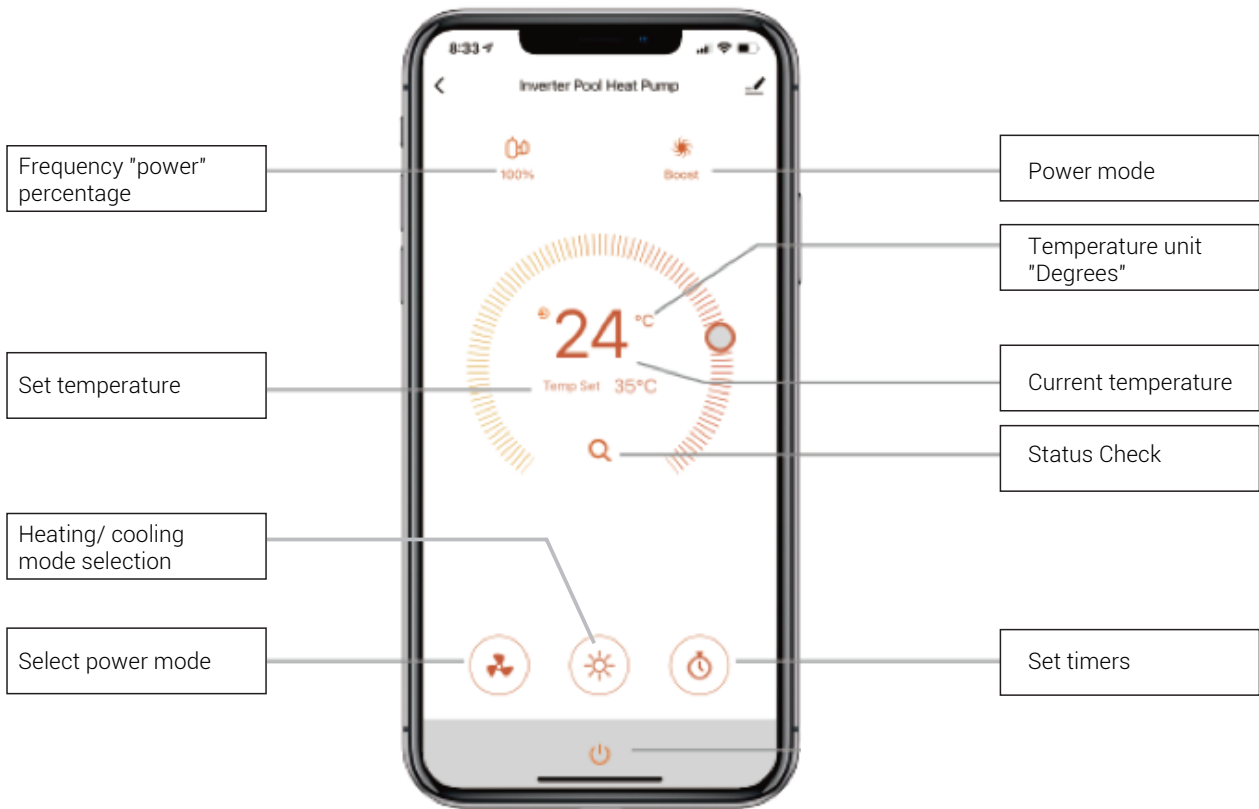 8:33
Inverter Pool Heat Pump
Frequency "power"
percentage
100%
Boost
Power mode
Temperature unit
"Degrees"
24 °C
Set temperature
Temp Set 35°C
Current temperature
Status Check
Heating/ cooling
mode selection
Select power mode
Set timers